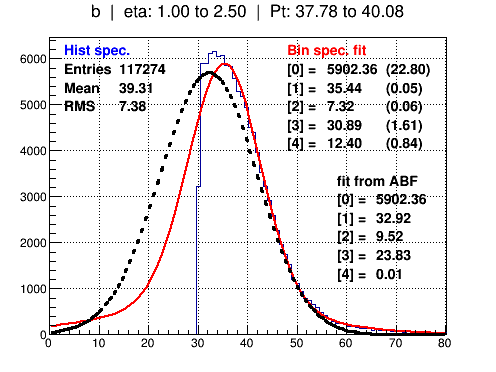 b | eta: 1.00 to 2.50 | Pt: 37.78 to 40.08
Hist spec.
Entries 117274
Mean 39.31
RMS 7.38
Bin spec. fit
[0] = 5902.36 (22.80)
[1] = 35.44 (0.05)
[2] = 7.32 (0.06)
[3] = 30.89 (1.61)
[4] = 12.40 (0.84)
fit from ABF
[0] = 5902.36
[1] = 32.92
[2] = 9.52
[3] = 23.83
[4] = 0.01
6000
5000
4000
3000
2000
1000
0
0 10 20 30 40 50 60 70 80